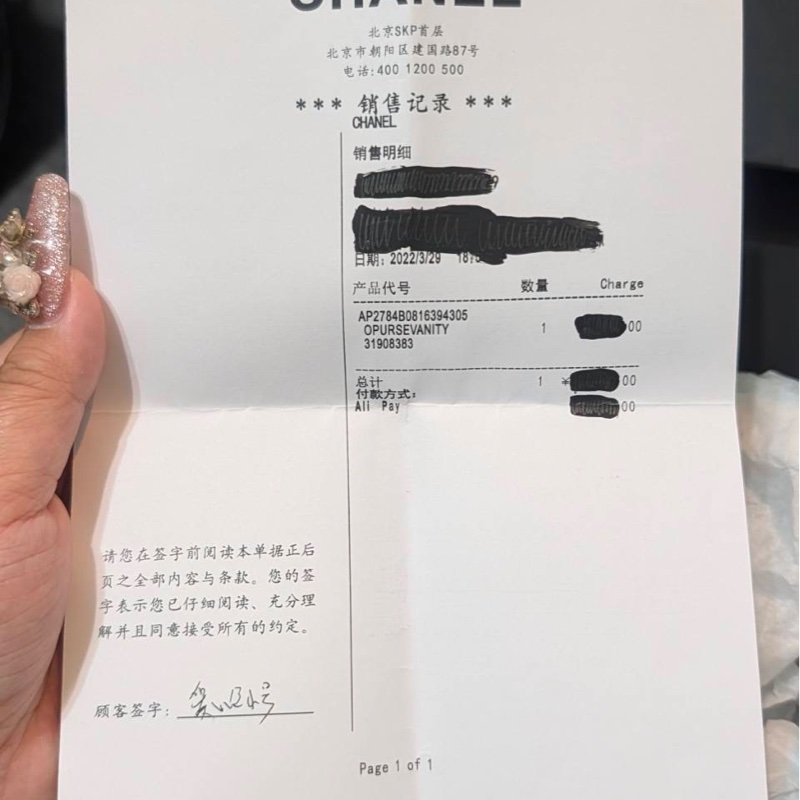 CHANEL
北京SKP首层
北京市朝阳区建国路87号
电话:400 1200 500
*** 销售记录 ***
CHANEL
销售明细
日期: 2022/3/29 18:
产品代号 数量 Charge
AP2784B0816394305
OPURSEVANITY 1 00
31908383
总计 1 ¥ 00
付款方式:
Ali Pay 00
请您在签字前阅读本单据正后
页之全部内容与条款。您的签
字表示您已仔细阅读、充分理
解并且同意接受所有的约定。
顾客签字:
Page 1 of 1